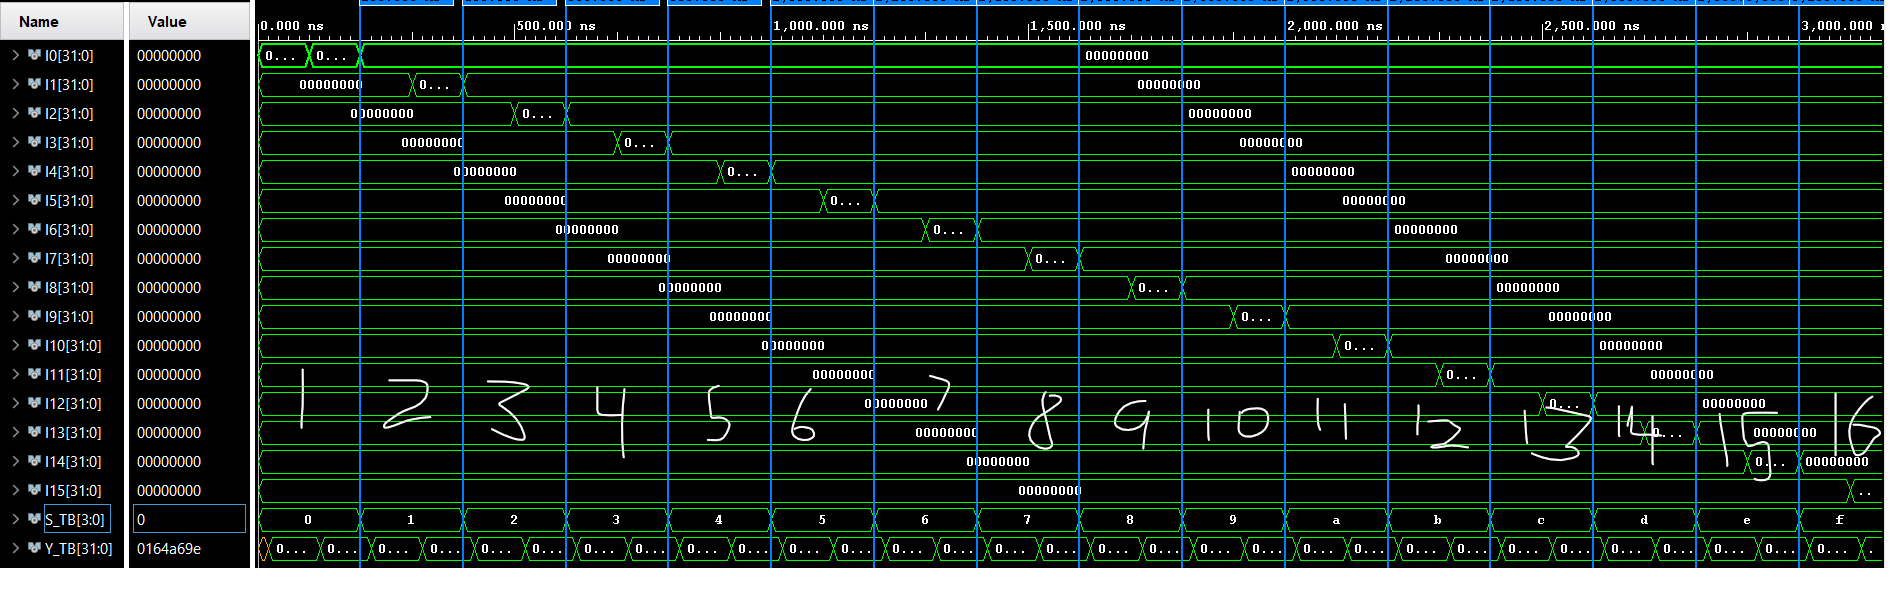 Name Value
0.000 ns 500.000 ns 1,000.000 ns 1,500.000 ns 2,000.000 ns 2,500.000 ns 3,000.000
I0[31:0] 00000000 0... 0... 00000000
I1[31:0] 00000000 00000000 0... 00000000
I2[31:0] 00000000 00000000 0... 00000000
I3[31:0] 00000000 00000000 0... 00000000
I4[31:0] 00000000 00000000 0... 00000000
I5[31:0] 00000000 00000000 0... 00000000
I6[31:0] 00000000 00000000 0... 00000000
I7[31:0] 00000000 00000000 0... 00000000
I8[31:0] 00000000 00000000 0... 00000000
I9[31:0] 00000000 00000000 0... 00000000
I10[31:0] 00000000 00000000 0... 00000000
I11[31:0] 00000000 00000000 0... 00000000
1 2 3 4 5 6 7 8 9 10 11 12 13 14 15 16
I12[31:0] 00000000 00000000 0... 00000000
I13[31:0] 00000000 00000000 0... 00000000
I14[31:0] 00000000 00000000 0... 00000000
I15[31:0] 00000000 00000000 ..
S_TB[3:0] 0 0 1 2 3 4 5 6 7 8 9 a b c d e f
Y_TB[31:0] 0164a69e 0... 0... 0... 0... 0... 0... 0... 0... 0... 0... 0... 0... 0... 0... 0... 0... 0... 0... 0... 0... 0... 0... 0... 0... 0... 0... 0... 0... 0... 0... 0... .